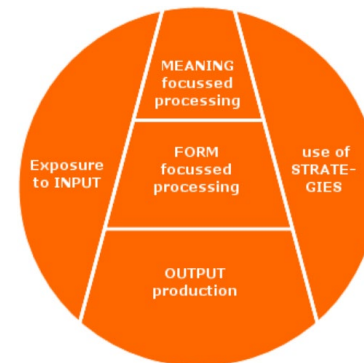 MEANING
focussed
processing
Exposure
to INPUT
FORM
focussed
processing
use of
STRATE-
GIES
OUTPUT
production